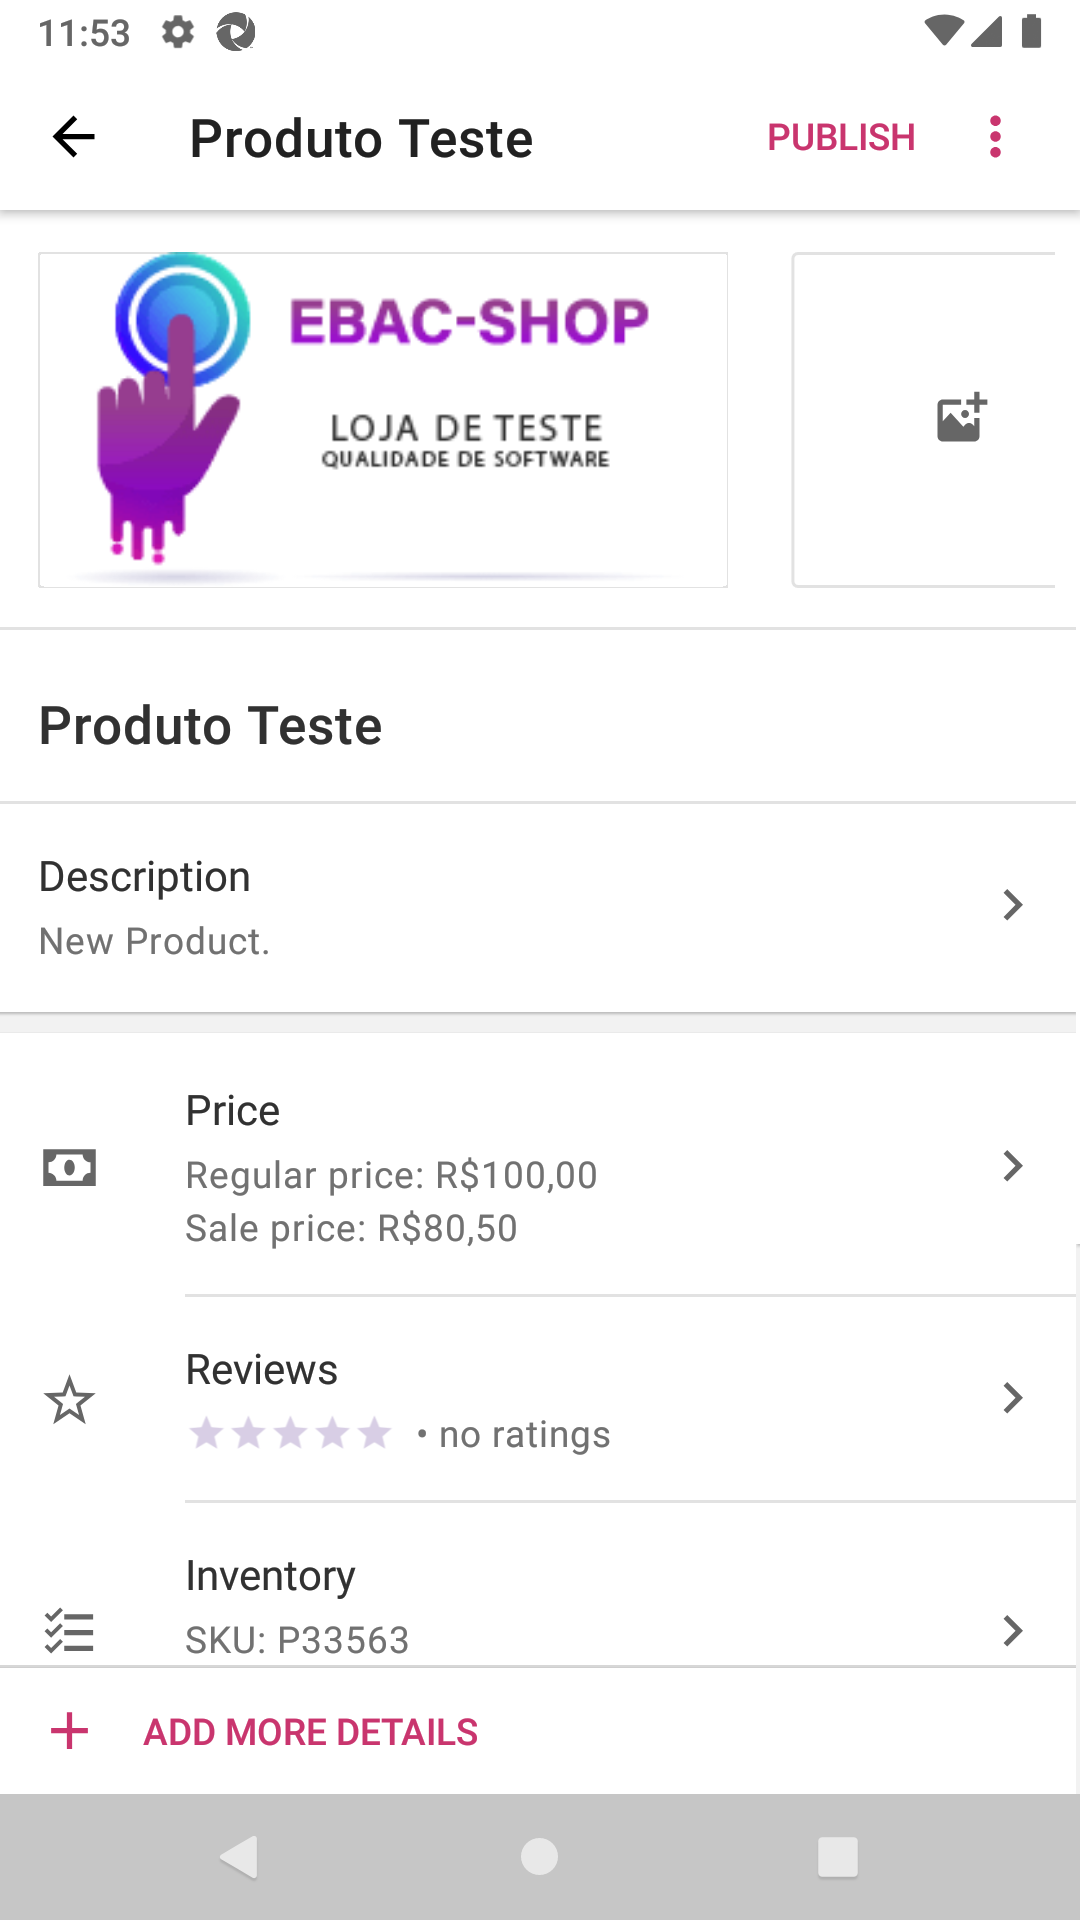 11:53
Produto Teste
PUBLISH
EBAC-SHOP
LOJA DE TESTE
QUALIDADE DE SOFTWARE
Produto Teste
Description
New Product.
Price
Regular price: R$100,00
Sale price: R$80,50
Reviews
• no ratings
Inventory
SKU: P33563
ADD MORE DETAILS